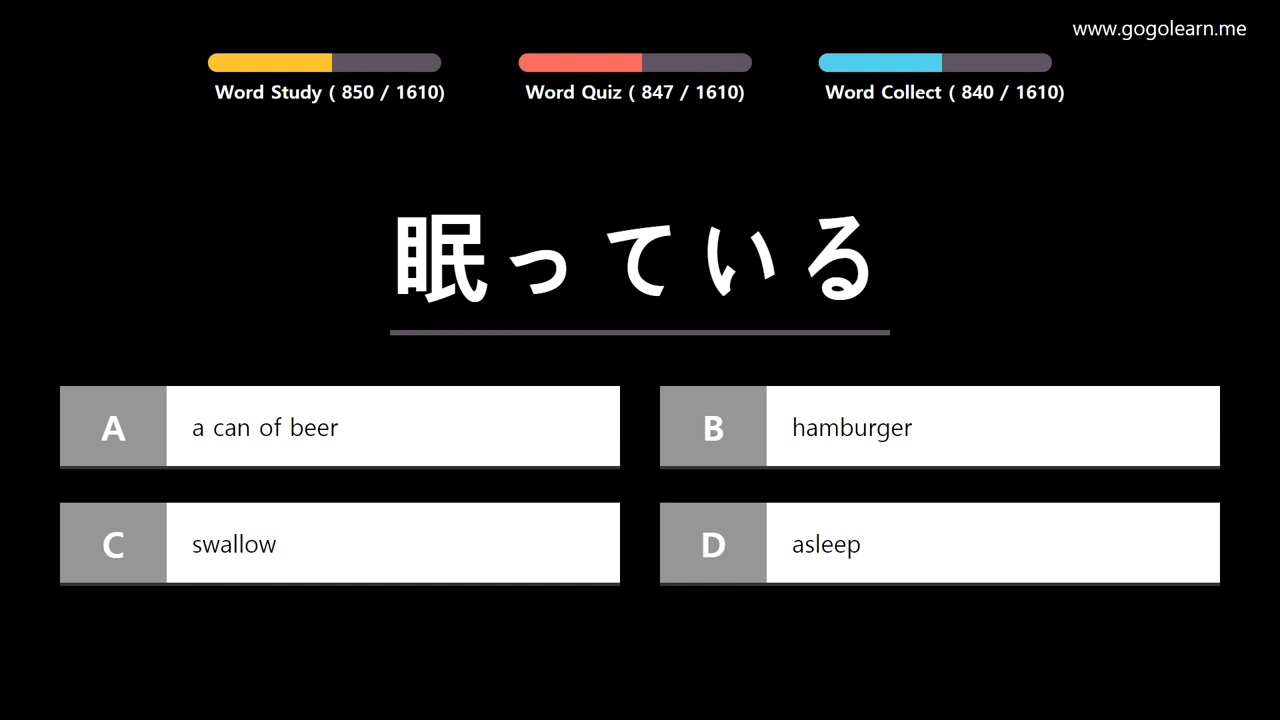 www.gogolearn.me
Word Study ( 850 / 1610)
Word Quiz ( 847 / 1610)
Word Collect ( 840 / 1610)
眠っている
A a can of beer
B hamburger
C swallow
D asleep